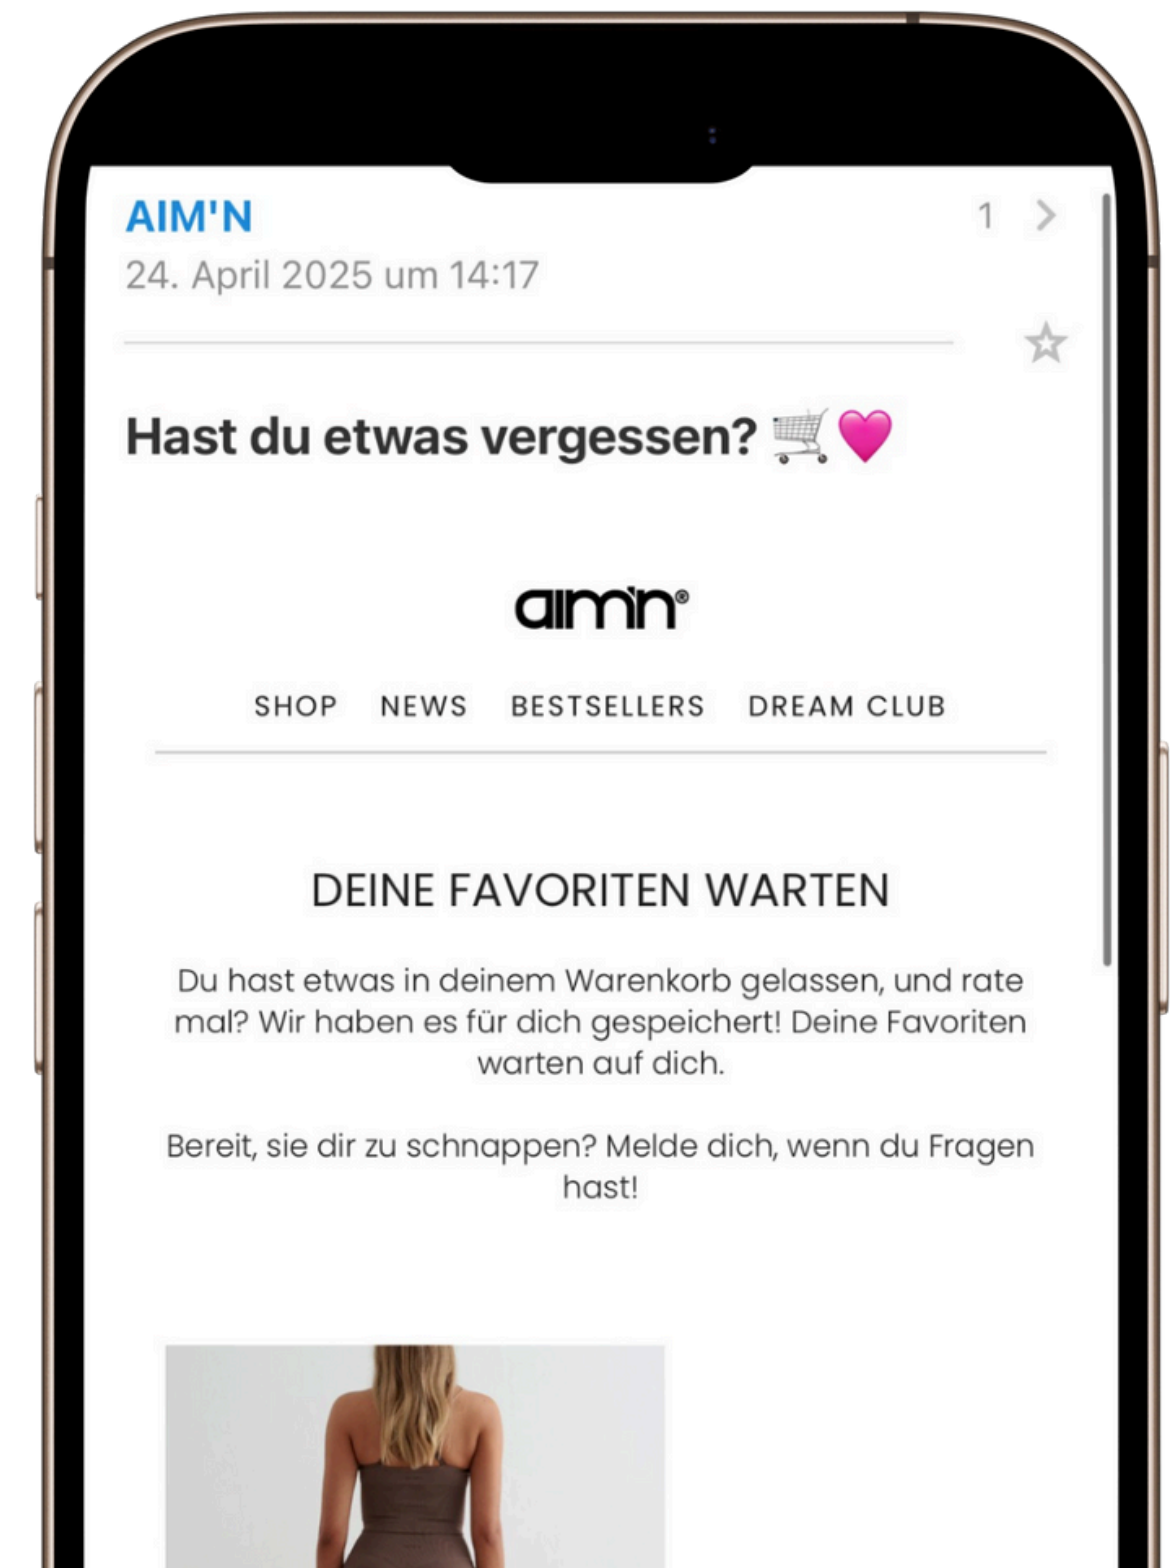 AIM'N
1
24. April 2025 um 14:17
Hast du etwas vergessen? 🛒🩷
aim'n®
SHOP NEWS BESTSELLERS DREAM CLUB
DEINE FAVORITEN WARTEN
Du hast etwas in deinem Warenkorb gelassen, und rate
mal? Wir haben es für dich gespeichert! Deine Favoriten
warten auf dich.
Bereit, sie dir zu schnappen? Melde dich, wenn du Fragen
hast!